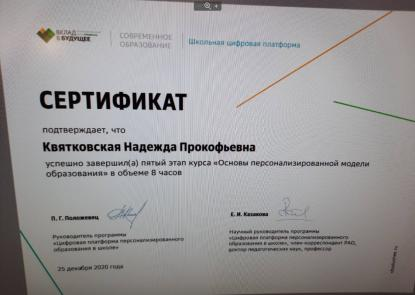 ВКЛАД
В БУДУЩЕЕ
СОВРЕМЕННОЕ
ОБРАЗОВАНИЕ
Школьная цифровая платформа
СЕРТИФИКАТ
подтверждает, что
Квятковская Надежда Прокофьевна
успешно завершил(а) пятый этап курса «Основы персонализированной модели
образования» в объеме 8 часов
П. Г. Положевец
Руководитель программы
«Цифровая платформа персонализированного
образования в школе»
Е. И. Казакова
Научный руководитель программы
«Цифровая платформа персонализированного
образования в школе», член-корреспондент РАО,
доктор педагогических наук, профессор
25 декабря 2020 года